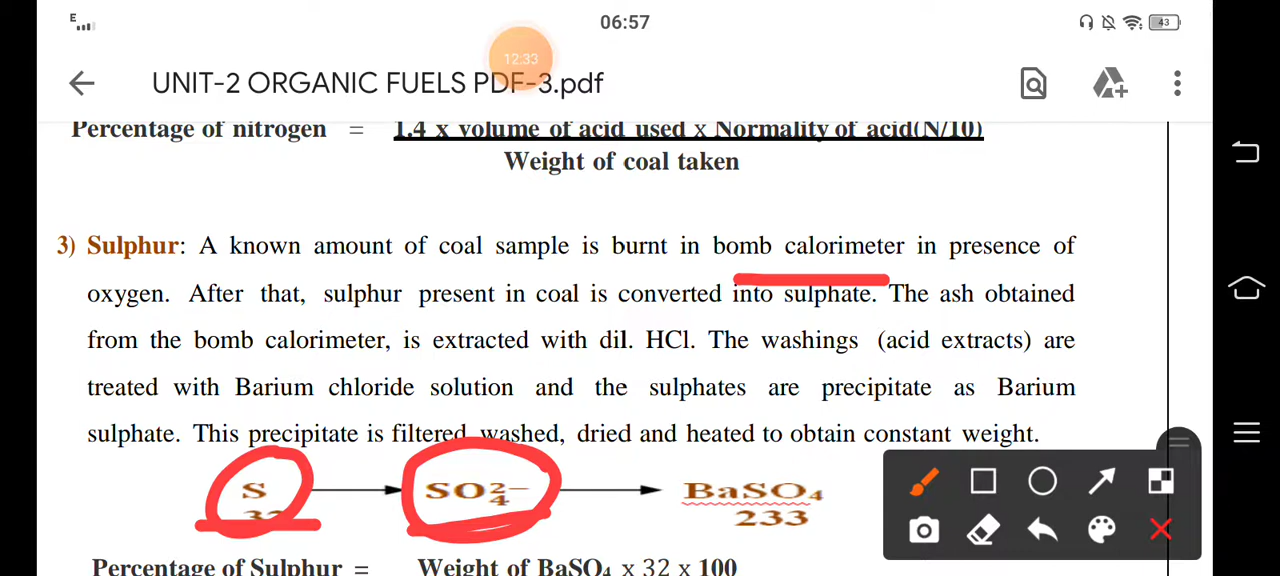 E
06:57
43
12:33
UNIT-2 ORGANIC FUELS PDF-3.pdf
Percentage of nitrogen = 1.4 x volume of acid used x Normality of acid(N/10)
Weight of coal taken
3) Sulphur: A known amount of coal sample is burnt in bomb calorimeter in presence of
oxygen. After that, sulphur present in coal is converted into sulphate. The ash obtained
from the bomb calorimeter, is extracted with dil. HCl. The washings (acid extracts) are
treated with Barium chloride solution and the sulphates are precipitate as Barium
sulphate. This precipitate is filtered, washed, dried and heated to obtain constant weight.
S → SO₄²⁻ → BaSO₄
32 233
Percentage of Sulphur = Weight of BaSO₄ x 32 x 100